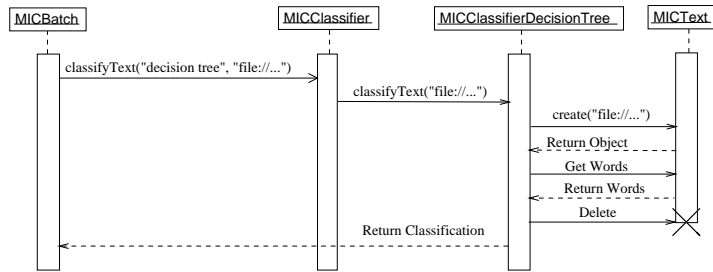 MICBatch
MICClassifier
MICClassifierDecisionTree
MICText
classifyText("decision tree", "file://...")
classifyText("file://...")
create("file://...")
Return Object
Get Words
Return Words
Delete
Return Classification